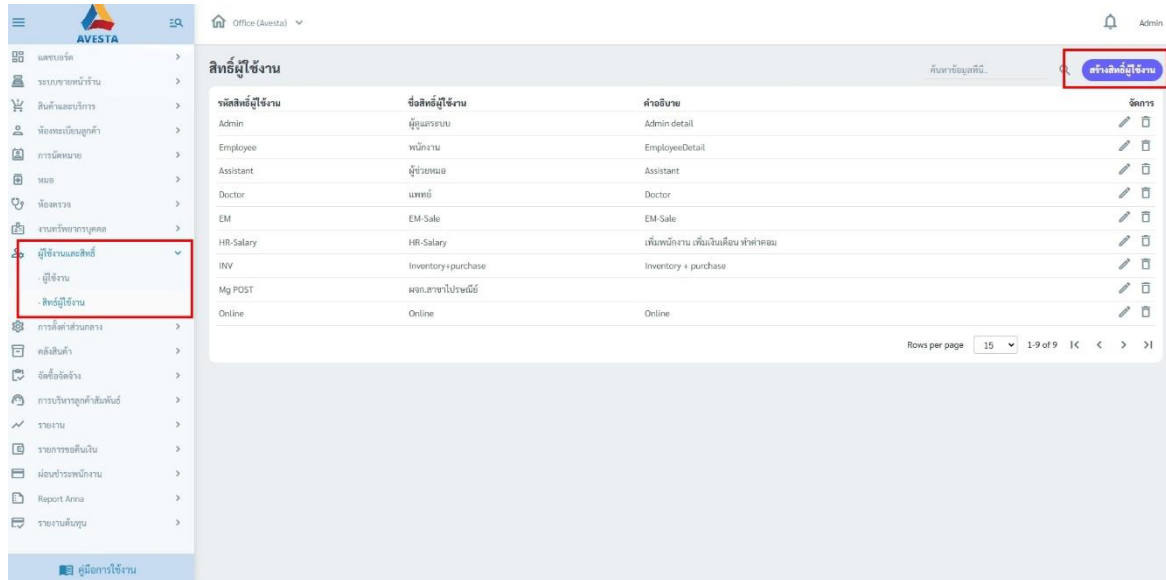 AVESTA
Office (Avesta)
Admin
แดชบอร์ด
ระบบขายหน้าร้าน
สินค้าและบริการ
ห้องทะเบียนลูกค้า
การนัดหมาย
หมอ
ห้องตรวจ
งานทรัพยากรบุคคล
ผู้ใช้งานและสิทธิ์
- ผู้ใช้งาน
- สิทธ์ผู้ใช้งาน
การตั้งค่าส่วนกลาง
คลังสินค้า
จัดซื้อจัดจ้าง
การบริหารลูกค้าสัมพันธ์
รายงาน
รายการขอคืนเงิน
ผ่อนชำระพนักงาน
Report Anna
รายงานต้นทุน
คู่มือการใช้งาน
สิทธิ์ผู้ใช้งาน
ค้นหาข้อมูลที่นี่..
สร้างสิทธิ์ผู้ใช้งาน
รหัสสิทธิ์ผู้ใช้งาน ชื่อสิทธิ์ผู้ใช้งาน คำอธิบาย จัดการ
Admin ผู้ดูแลระบบ Admin detail
Employee พนักงาน EmployeeDetail
Assistant ผู้ช่วยหมอ Assistant
Doctor แพทย์ Doctor
EM EM-Sale EM-Sale
HR-Salary HR-Salary เพิ่มพนักงาน เพิ่มเงินเดือน ทำค่าคอม
INV Inventory+purchase Inventory + purchase
Mg POST ผจก.สาขาไปรษณีย์
Online Online Online
Rows per page 15 1-9 of 9